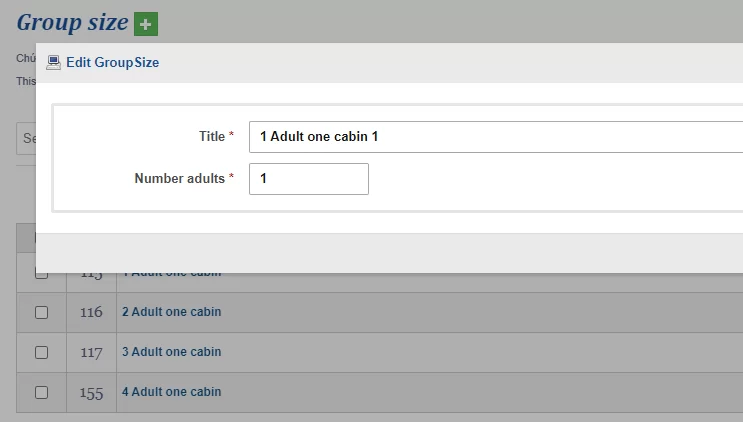 Group size
Chú
Edit GroupSize
This
Title * 1 Adult one cabin 1
Se
Number adults * 1
115 1 Adult one cabin
116 2 Adult one cabin
117 3 Adult one cabin
155 4 Adult one cabin